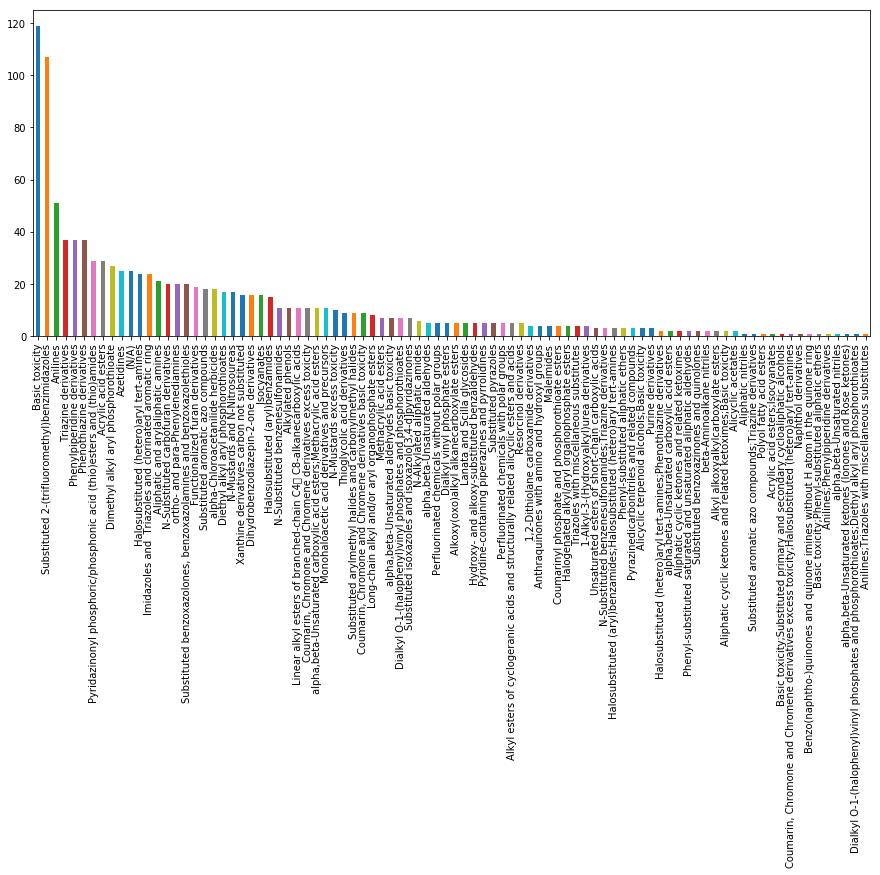 120
100
80
60
40
20
0
Basic toxicity
Substituted 2-(trifluoromethyl)benzimidazoles
Anilines
Triazine derivatives
Phenylpiperidine derivatives
Phenothiazine derivatives
Pyridazinonyl phosphoric/phosphonic acid (thio)esters and (thio)amides
Acrylic acid esters
Dimethyl alkyl aryl phosphorothioate
Azetidines
(N/A)
Halosubstituted (hetero)aryl tert-amines
Imidazoles and  Triazoles and clorinated aromatic ring
Aliphatic and arylaliphatic amines
N-Substituted carbonfuran derivatives
ortho- and para-Phenylenediamines
Substituted benzoxazolones, benzoxazolamines and benzoxazolethioles
Functionalized furan derivatives
Substituted aromatic azo compounds
alpha-chloroacetanilide herbicides
Diethyl alkyl aryl phosphorothioates
N-Mustards and N-Nitrosoureas
Xanthine derivatives carbon non substituted
Dihydrobenzodiazepin-2-one derivatives
Isocyanates
Halosubstituted (aryl)benzamides
N-Substituted benzenesulfonamides
Alkylated phenols
Linear alkyl esters of branched-chain C4～C8-alkanecarboxylic acids
Coumarin, Chromone and Chromene derivatives excess toxicity
alpha,beta-Unsaturated carboxylic acid esters;Methacrylic acid esters
Monohaloacetic acid derivatives and precursors
N-Mustards excess toxicity
Thioglycolic acid derivatives
Substituted arylmethyl halides and cortanylmethyl halides
Coumarin, Chromone and Chromene derivatives basic toxicity
Long-chain alkyl and/or aryl organophosphate esters
Methacrylic acid esters
alpha,beta-Unsaturated aldehydes basic toxicity
Dialkyl O-1-(halophenyl)vinyl phosphates and phosphorothioates
Substituted isoxazoles and isoxazolo[3,4-d]pyridazinones
N-Alkylated aliphatic amides
alpha,beta-Unsaturated aldehydes
Perfluorinated chemicals without polar groups
Dialkyl vinyl phosphate esters
Alkoxy(oxo)alkyl alkanecarboxylate esters
Lignans and Acyla glycosides
Hydroxy- and alkoxy-substituted benzaldehydes
Pyridine-containing piperazines and pyrrolidines
Substituted pyrazoles
Perfluorinated chemicals with polar groups
Alkyl esters of cyclogeranic acids and structurally related alicyclic esters and acids
Resorcinol derivatives
1,2-Dithiolane carboxamide derivatives
Anthraquinones with amino and hydroxyl groups
Maleimides
Coumarinyl phosphate and phosphorothioate esters
Halogenated alkyl/aryl organophosphate esters
Triazoles with miscellaneous substitutes
1-Alkyl-3-(Hydroxyalkyl)urea derivatives
Unsaturated esters of short-chain carboxylic acids
N-Substituted benzenesulfonamides;Urea derivatives
Halosubstituted (aryl)benzamides;Halosubstituted (hetero)aryl tert-amines
Phenyl-substituted aliphatic ethers
Pyrazinedicarbonitriles and related compounds
Alicyclic terpenoid alcohols;Basic toxicity
Purine derivatives
Halosubstituted (hetero)aryl tert-amines;Phenothiazine derivatives
alpha,beta-Unsaturated carboxylic acid esters
Aliphatic cyclic ketones and related ketoximes
Phenyl-substituted saturated and unsaturated aliphatic aldehydes
Substituted benzoxazoles and indolones
beta-Aminoalkane nitriles
Alkyl alkoxyalkylcarboxylate esters
Aliphatic cyclic ketones and related ketoximes;Basic toxicity
Alicyclic acetates
Aliphatic nitriles
Substituted aromatic azo compounds;Triazine derivatives
Polyol fatty acid esters
Acrylic acid esters;Isocyanates
Basic toxicity;Substituted primary and secondary cycloaliphatic alcohols
Coumarin, Chromone and Chromene derivatives excess toxicity;Halosubstituted (hetero)aryl tert-amines
Naphthol derivatives
Benzo(naphtho-)quinones and quinone imines without H atom in the quinone ring
Basic toxicity;Phenyl-substituted aliphatic ethers
Anilines;Phenylpiperidine derivatives
alpha,beta-Unsaturated nitriles
alpha,beta-Unsaturated ketones (Ionones and Rose ketones)
Dialkyl O-1-(halophenyl)vinyl phosphates and phosphorothioates;Dimethyl alkyl aryl phosphorothioates
Anilines;Triazoles with miscellaneous substitutes